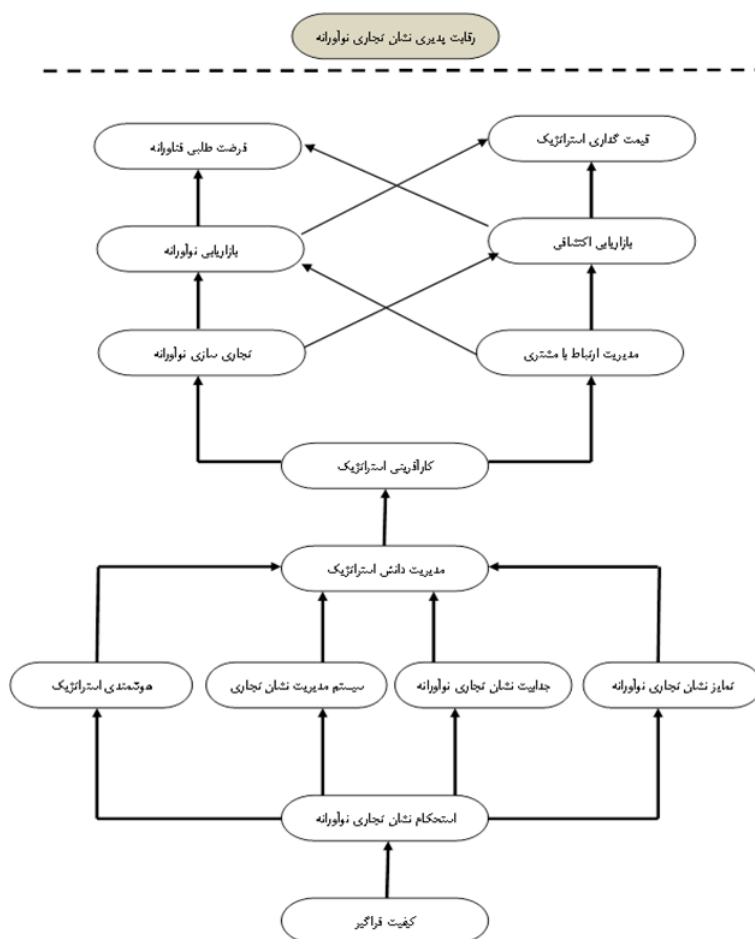 رقابت پذیری نشان تجاری نوآورانه
فرصت طلبی فناورانه
قیمت گذاری استراتژیک
بازاریابی نوآورانه
بازاریابی اکتشافی
تجاری سازی نوآورانه
مدیریت ارتباط با مشتری
کارآفرینی استراتژیک
مدیریت دانش استراتژیک
هوشمندی استراتژیک
سیستم مدیریت نشان تجاری
جذابیت نشان تجاری نوآورانه
تمایز نشان تجاری نوآورانه
استحکام نشان تجاری نوآورانه
کیفیت فراگیر